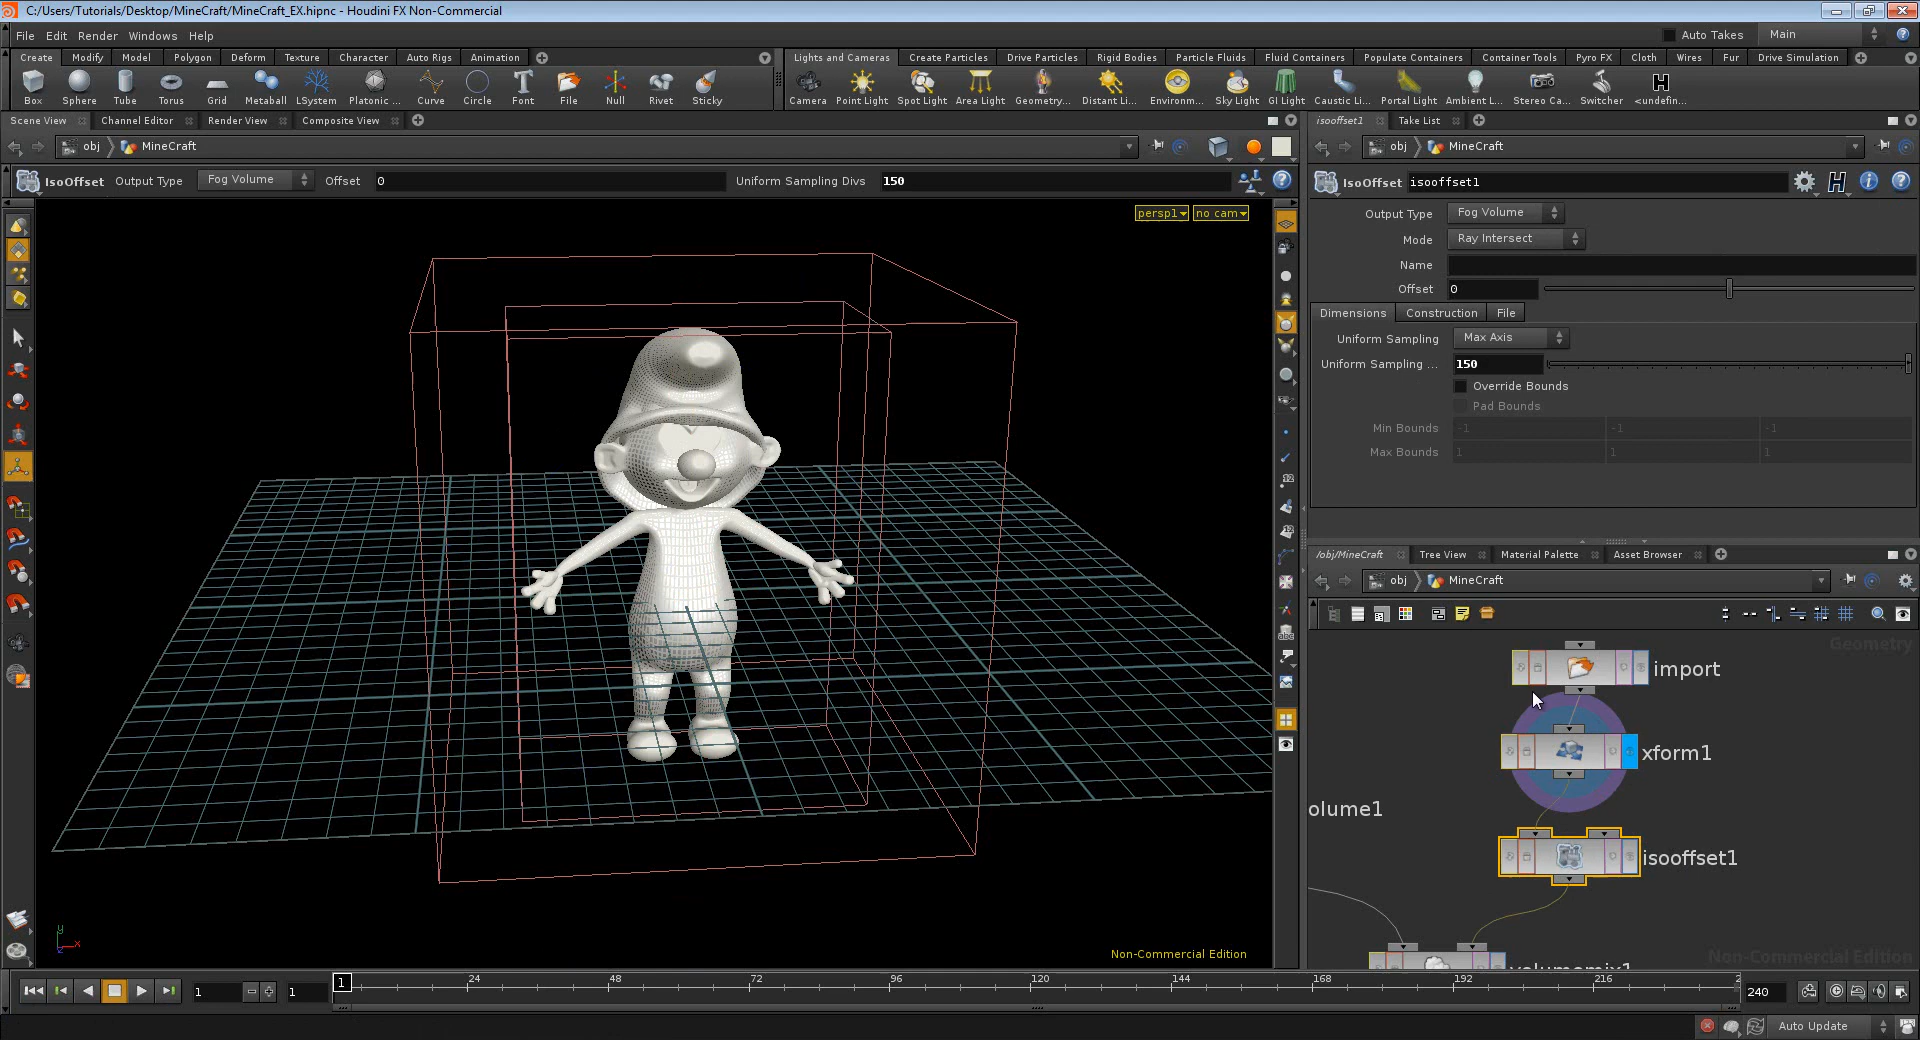 C:/Users/Tutorials/Desktop/MineCraft/MineCraft_EX.hipnc - Houdini FX Non-Commercial
File Edit Render Windows Help
Auto Takes Main
Create Modify Model Polygon Deform Texture Character Auto Rigs Animation
Lights and Cameras Create Particles Drive Particles Rigid Bodies Particle Fluids Fluid Containers Populate Containers Container Tools Pyro FX Cloth Wires Fur Drive Simulation
Box Sphere Tube Torus Grid Metaball LSystem Platonic ... Curve Circle Font File Null Rivet Sticky
Camera Point Light Spot Light Area Light Geometry... Distant Li... Environm... Sky Light GI Light Caustic Li... Portal Light Ambient L... Stereo Ca... Switcher <undefin...
Scene View Channel Editor Render View Composite View
isooffset1 Take List
obj MineCraft
obj MineCraft
IsoOffset Output Type Fog Volume Offset 0 Uniform Sampling Divs 150
IsoOffset isooffset1
persp1 no cam
Output Type Fog Volume
Mode Ray Intersect
Name
Offset 0
Dimensions Construction File
Uniform Sampling Max Axis
Uniform Sampling ... 150
Override Bounds
Pad Bounds
Min Bounds -1 -1 -1
Max Bounds 1 1 1
/obj/MineCraft Tree View Material Palette Asset Browser
obj MineCraft
Geometry
import
xform1
olume1
isooffset1
volumemix1
Non-Commercial Edition
Non-Commercial Edition
y x z
1 1 1 24 48 72 96 120 144 168 192 216 2 240
Auto Update